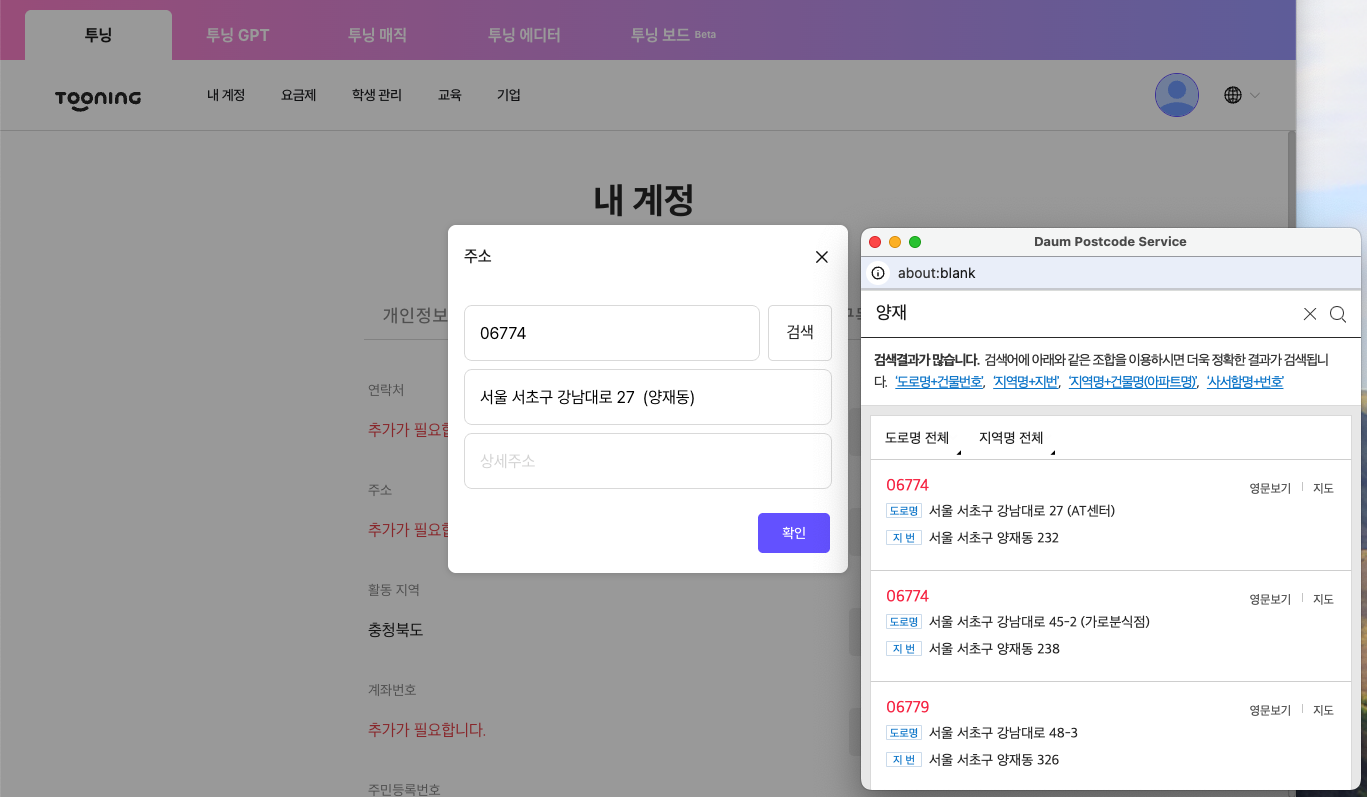 투닝
투닝 GPT
투닝 매직
투닝 에디터
투닝 보드 Beta
TOONING
내 계정
요금제
학생 관리
교육
기업
내 계정
개인정보
연락처
추가가 필요합
주소
추가가 필요합
활동 지역
충청북도
계좌번호
추가가 필요합니다.
주민등록번호
주소
06774
검색
서울 서초구 강남대로 27 (양재동)
상세주소
확인
Daum Postcode Service
about:blank
양재
검색결과가 많습니다. 검색어에 아래와 같은 조합을 이용하시면 더욱 정확한 결과가 검색됩니
다. '도로명+건물번호', '지역명+지번', '지역명+건물명(아파트명)', '사서함명+번호'
도로명 전체 지역명 전체
06774 영문보기 지도
도로명 서울 서초구 강남대로 27 (AT센터)
지 번 서울 서초구 양재동 232
06774 영문보기 지도
도로명 서울 서초구 강남대로 45-2 (가로분식점)
지 번 서울 서초구 양재동 238
06779 영문보기 지도
도로명 서울 서초구 강남대로 48-3
지 번 서울 서초구 양재동 326